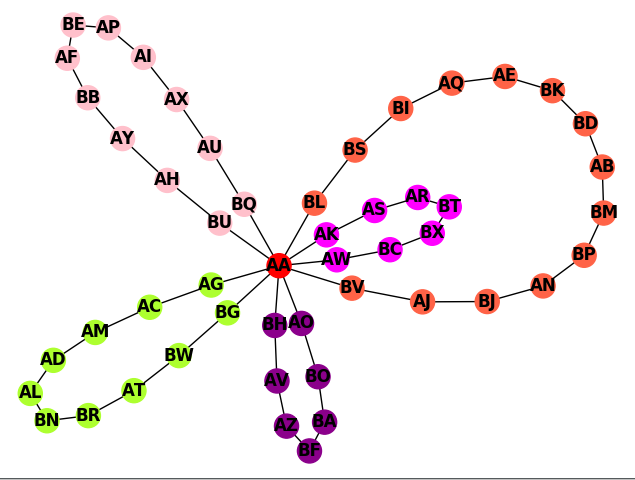 BE AP
AF AI
BB AX
AY AU
AH BQ
BU
AQ AE BK
BI BD
BS AB
BL BM
AK AS AR BT
AW BC BX
BP
AA
BV AJ BJ AN
AG
AC BG
AM
AD BW
AL AT
BN BR
BH AO
AV BO
AZ BA
BF